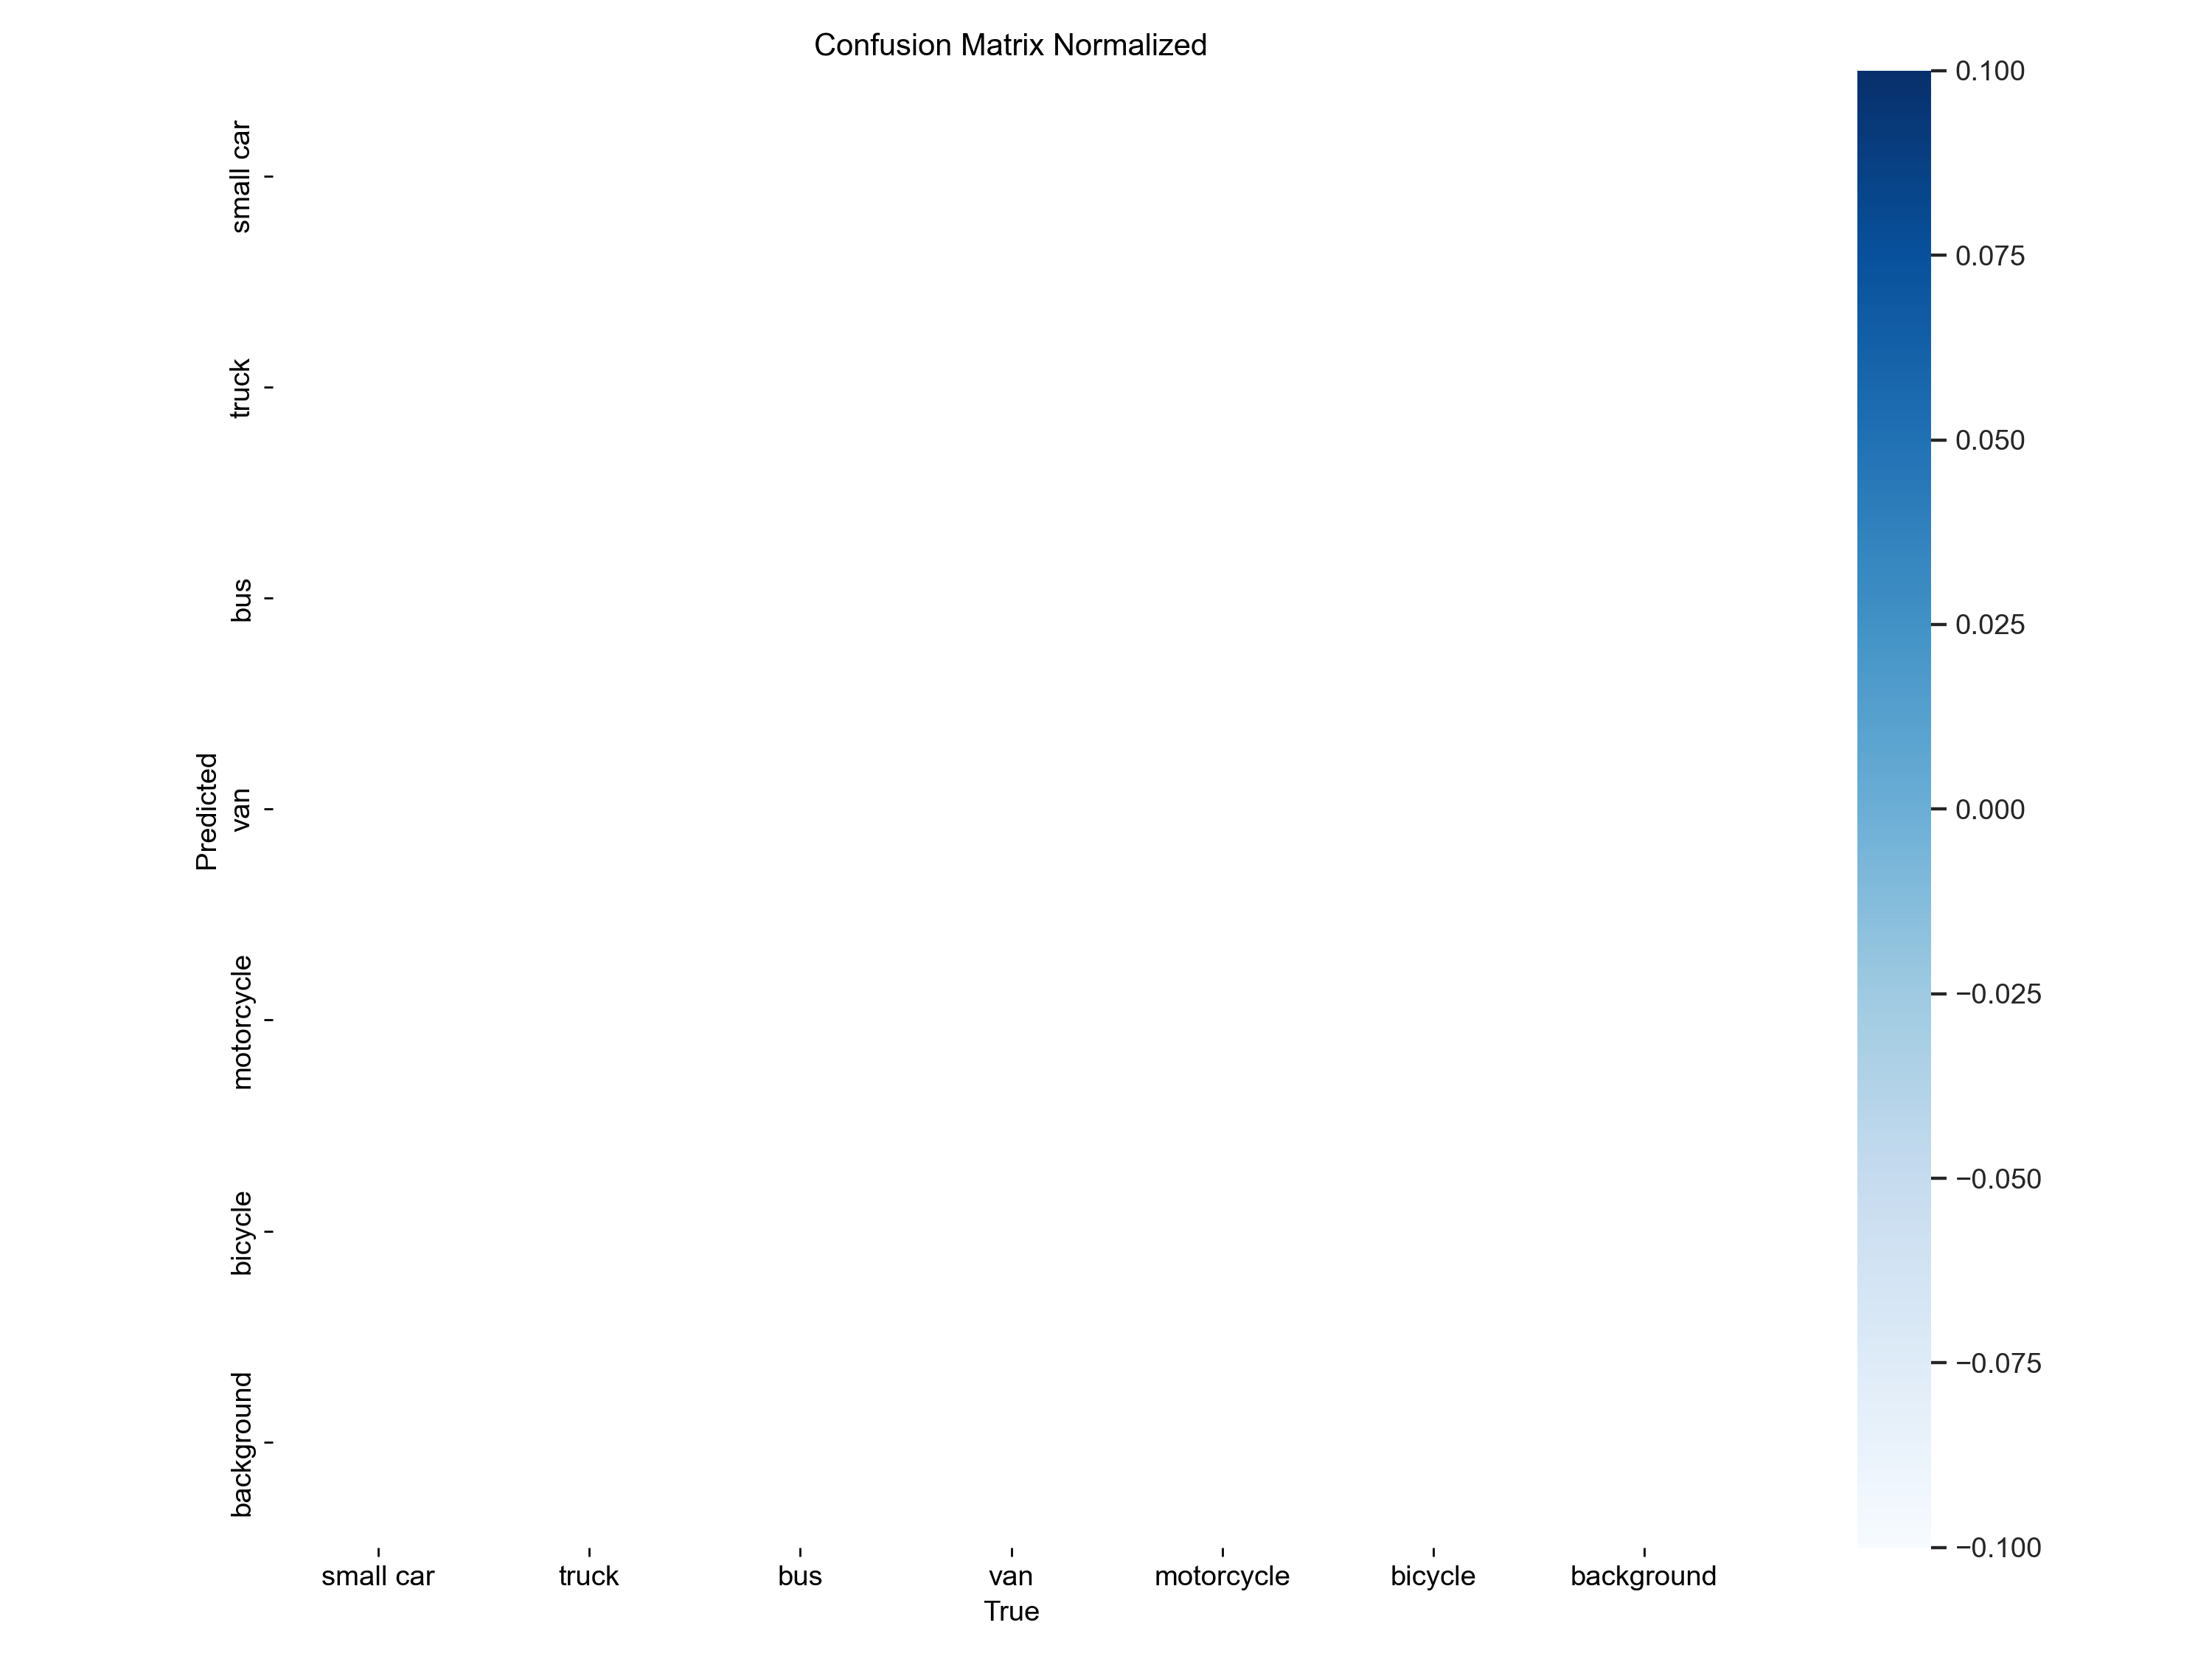 Confusion Matrix Normalized
Predicted
small car
truck
bus
van
motorcycle
bicycle
background
small car
truck
bus
van
motorcycle
bicycle
background
True
0.100
0.075
0.050
0.025
0.000
−0.025
−0.050
−0.075
−0.100